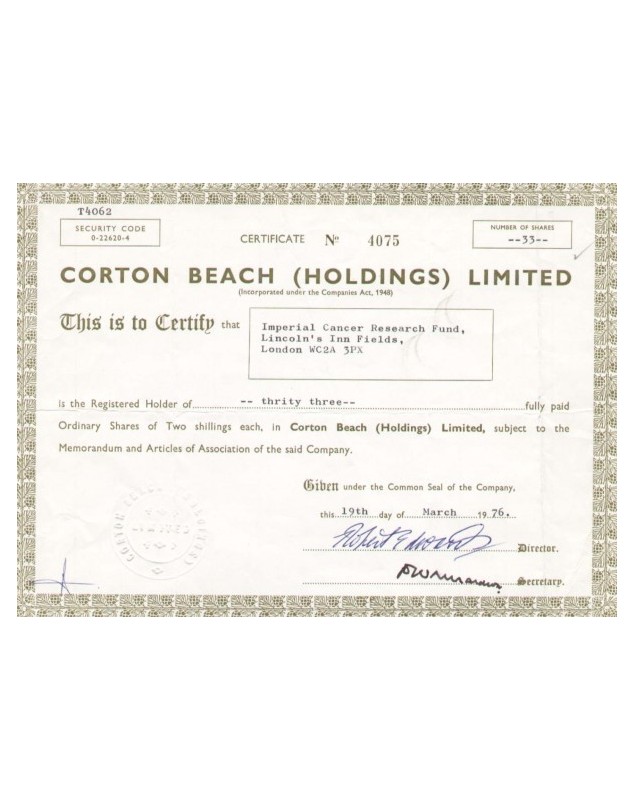 T4062
SECURITY CODE
0-22620-4
CERTIFICATE Nº 4075
NUMBER OF SHARES
--33--
CORTON BEACH (HOLDINGS) LIMITED
(Incorporated under the Companies Act, 1948)
This is to Certify that
Imperial Cancer Research Fund,
Lincoln's Inn Fields,
London WC2A 3PX
is the Registered Holder of -- thrity three-- fully paid
Ordinary Shares of Two shillings each, in Corton Beach (Holdings) Limited, subject to the
Memorandum and Articles of Association of the said Company.
Given under the Common Seal of the Company,
this 19th day of March 1976.
Director.
Secretary.